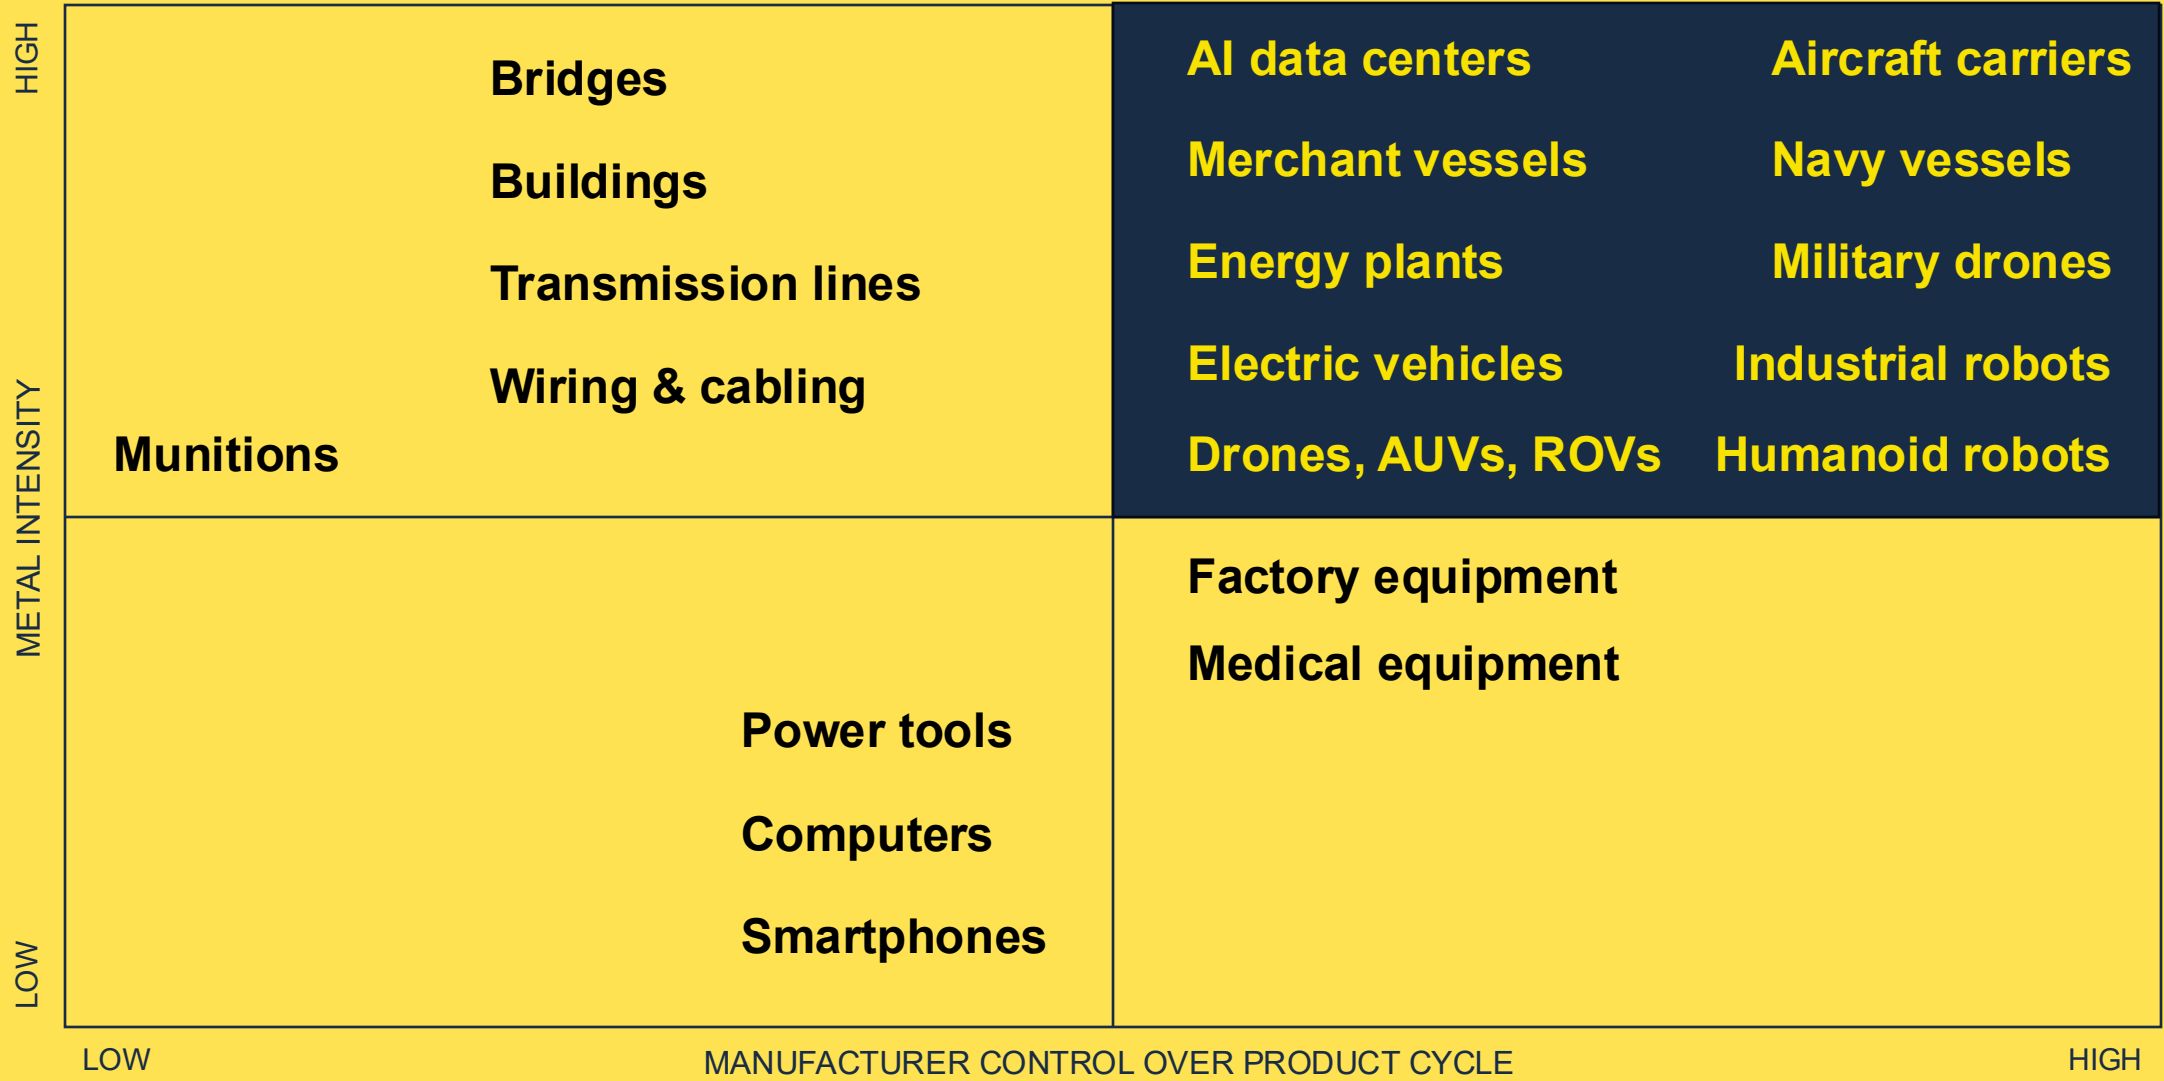 HIGH
METAL INTENSITY
LOW
Bridges
Buildings
Transmission lines
Wiring & cabling
Munitions
AI data centers
Aircraft carriers
Merchant vessels
Navy vessels
Energy plants
Military drones
Electric vehicles
Industrial robots
Drones, AUVs, ROVs
Humanoid robots
Power tools
Computers
Smartphones
Factory equipment
Medical equipment
LOW
MANUFACTURER CONTROL OVER PRODUCT CYCLE
HIGH